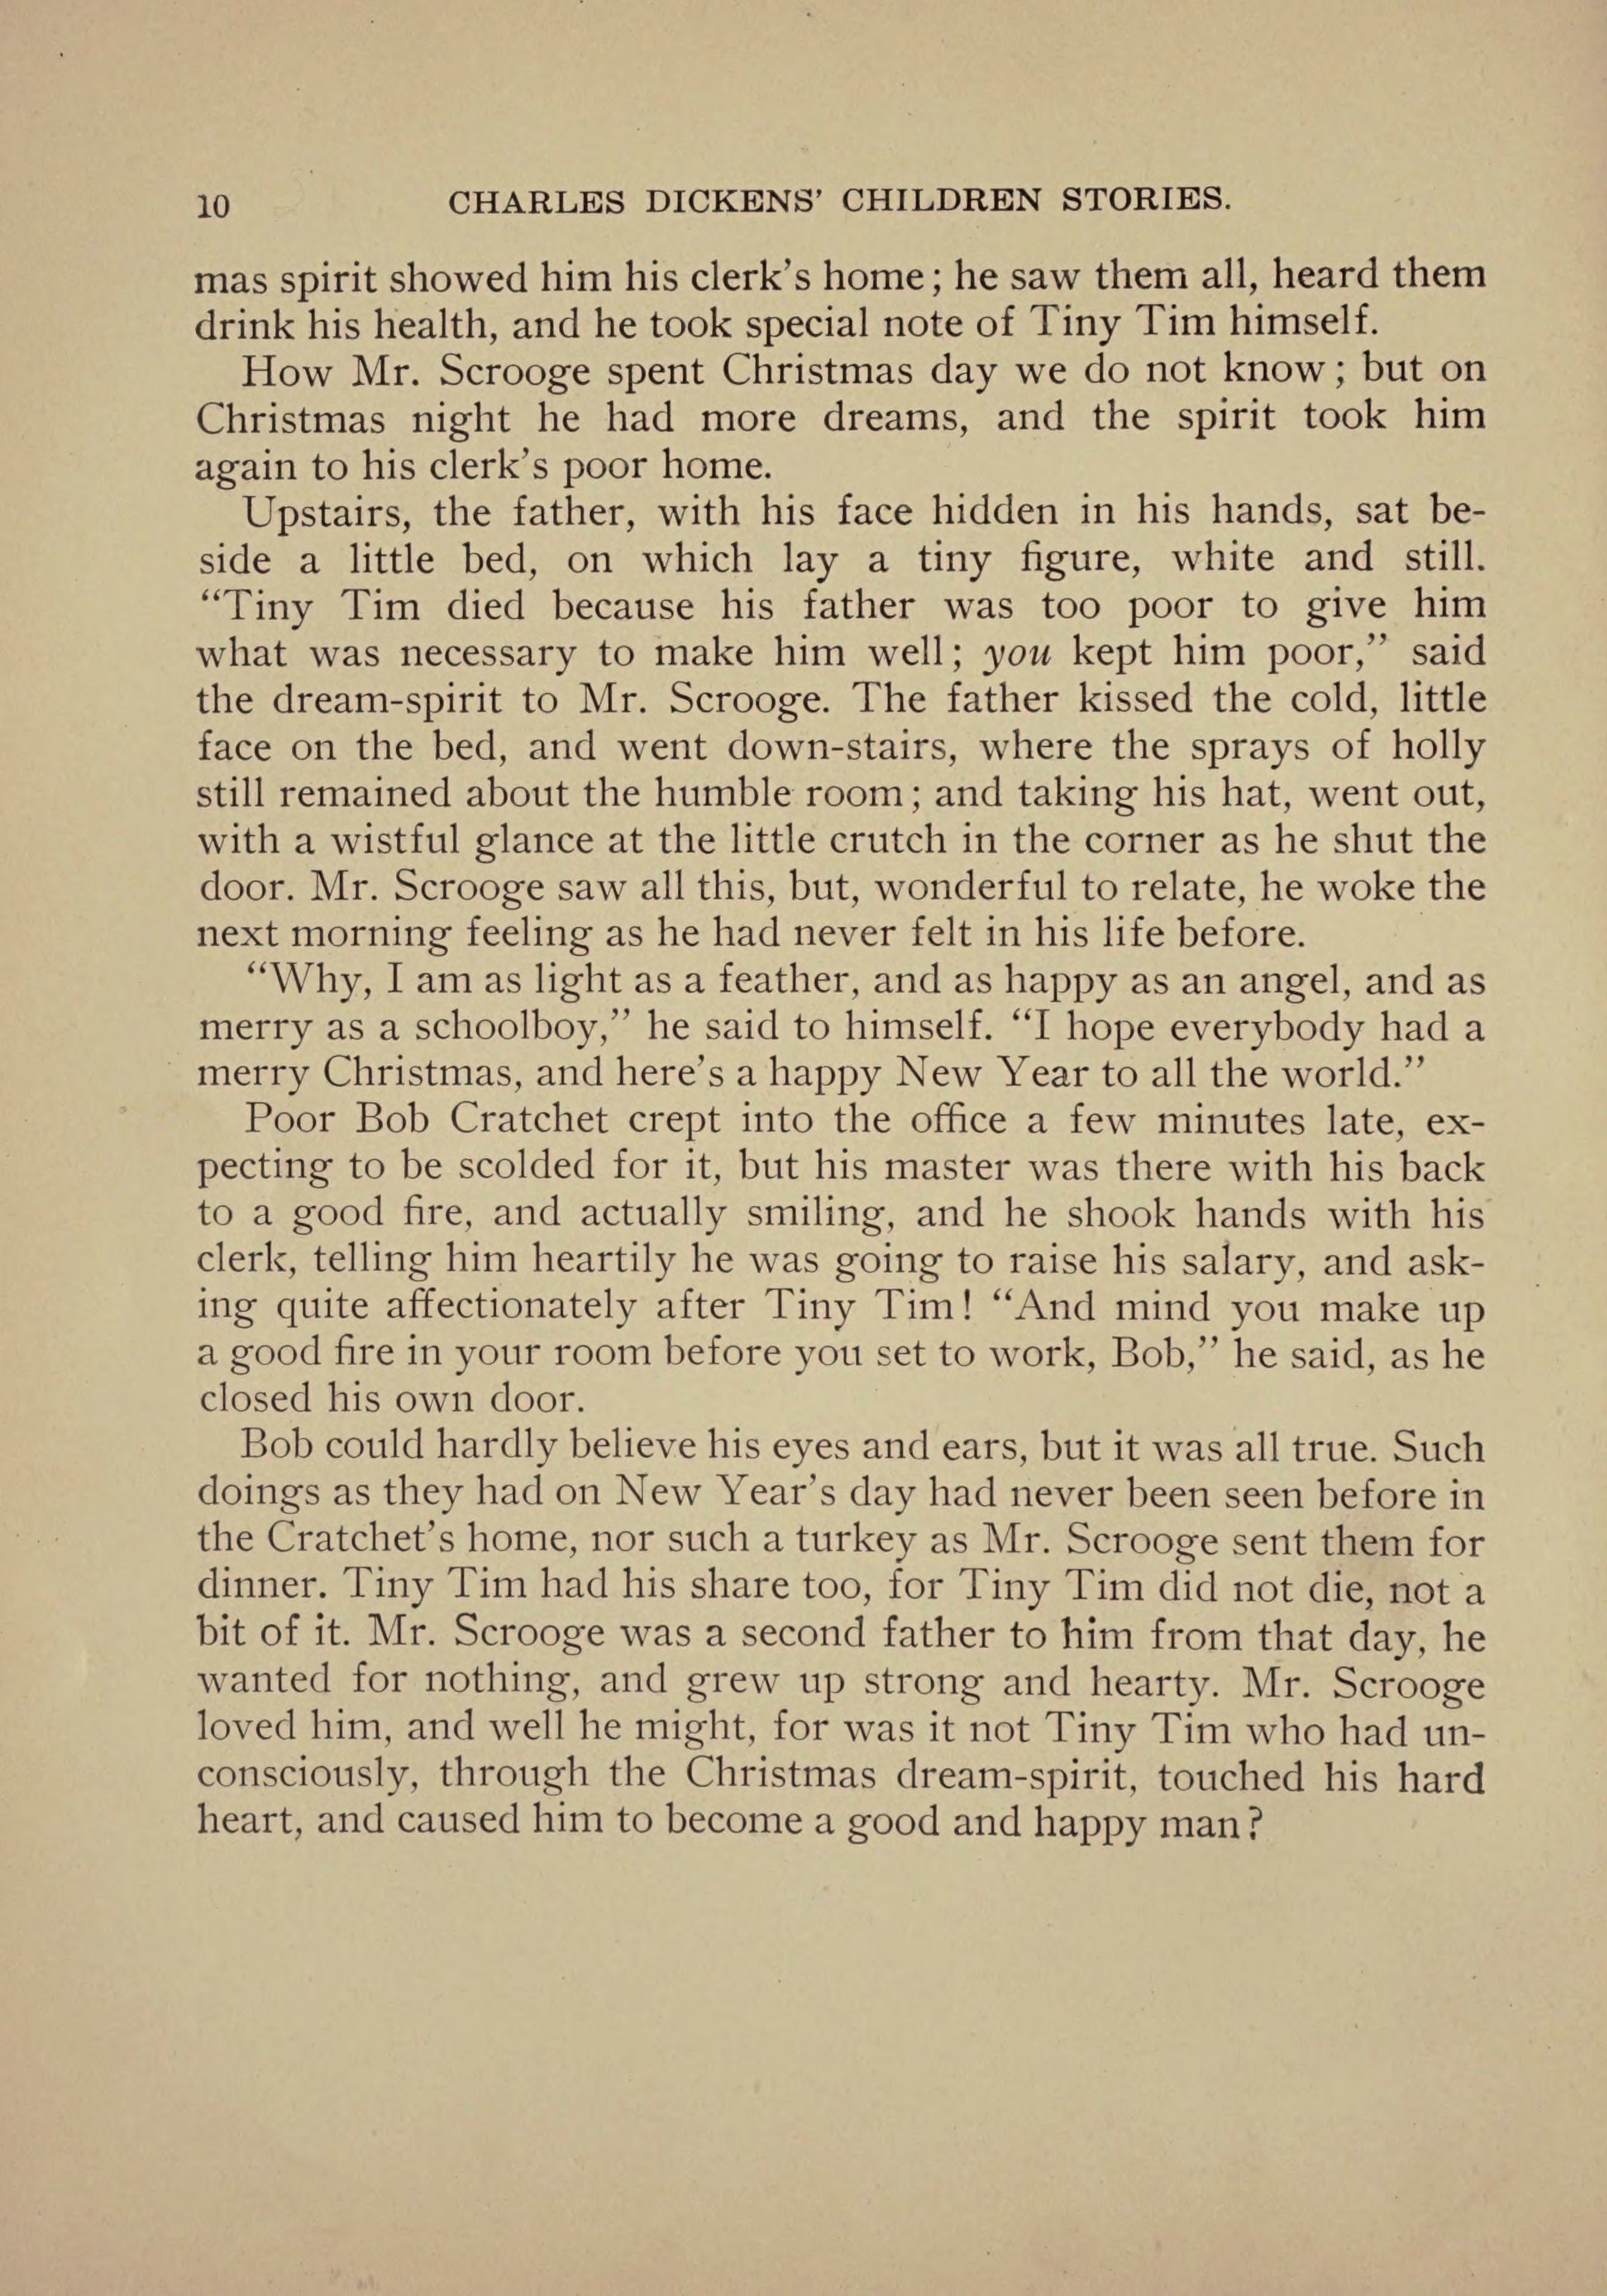 10 CHARLES DICKENS' CHILDREN STORIES.
mas spirit showed him his clerk's home; he saw them all, heard them
drink his health, and he took special note of Tiny Tim himself.
How Mr. Scrooge spent Christmas day we do not know; but on
Christmas night he had more dreams, and the spirit took him
again to his clerk's poor home.
Upstairs, the father, with his face hidden in his hands, sat be-
side a little bed, on which lay a tiny figure, white and still.
"Tiny Tim died because his father was too poor to give him
what was necessary to make him well; you kept him poor," said
the dream-spirit to Mr. Scrooge. The father kissed the cold, little
face on the bed, and went down-stairs, where the sprays of holly
still remained about the humble room; and taking his hat, went out,
with a wistful glance at the little crutch in the corner as he shut the
door. Mr. Scrooge saw all this, but, wonderful to relate, he woke the
next morning feeling as he had never felt in his life before.
"Why, I am as light as a feather, and as happy as an angel, and as
merry as a schoolboy," he said to himself. "I hope everybody had a
merry Christmas, and here's a happy New Year to all the world."
Poor Bob Cratchet crept into the office a few minutes late, ex-
pecting to be scolded for it, but his master was there with his back
to a good fire, and actually smiling, and he shook hands with his
clerk, telling him heartily he was going to raise his salary, and ask-
ing quite affectionately after Tiny Tim! "And mind you make up
a good fire in your room before you set to work, Bob," he said, as he
closed his own door.
Bob could hardly believe his eyes and ears, but it was all true. Such
doings as they had on New Year's day had never been seen before in
the Cratchet's home, nor such a turkey as Mr. Scrooge sent them for
dinner. Tiny Tim had his share too, for Tiny Tim did not die, not a
bit of it. Mr. Scrooge was a second father to him from that day, he
wanted for nothing, and grew up strong and hearty. Mr. Scrooge
loved him, and well he might, for was it not Tiny Tim who had un-
consciously, through the Christmas dream-spirit, touched his hard
heart, and caused him to become a good and happy man?